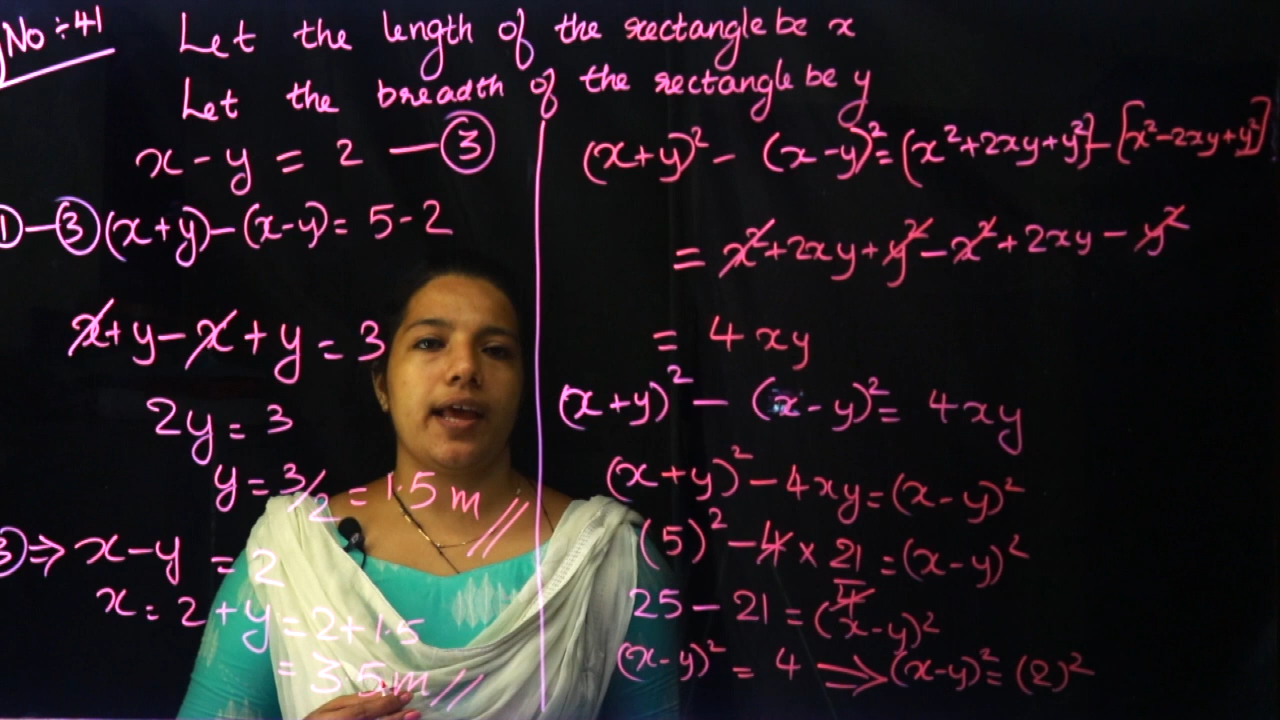 No ÷ 41
Let the length of the rectangle be x
Let the breadth of the rectangle be y
x - y = 2 — ③
① - ③ (x+y) - (x-y) = 5 - 2
x + y - x + y = 3
2y = 3
y = 3/2 = 1.5 m //
③ ⇒ x - y = 2
x = 2 + y = 2 + 1.5
= 3.5 m //
(x+y)² - (x-y)² = [x² + 2xy + y²] - [x² - 2xy + y²]
= x² + 2xy + y² - x² + 2xy - y²
= 4xy
(x+y)² - (x-y)² = 4xy
(x+y)² - 4xy = (x-y)²
(5)² - 4 × 21/4 = (x-y)²
25 - 21 = (x-y)²
(x-y)² = 4 ⇒ (x-y)² = (2)²